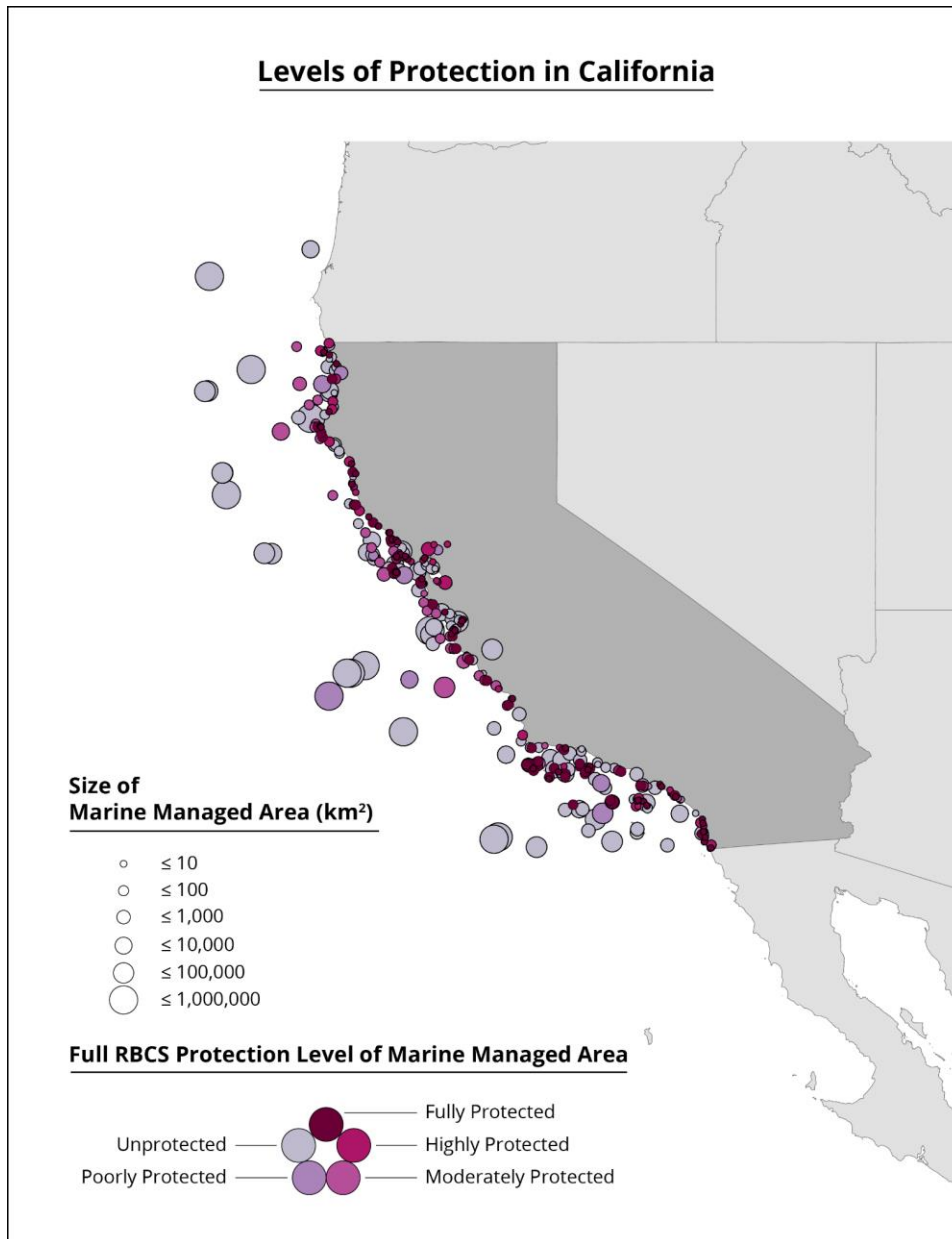 Levels of Protection in California
Size of
Marine Managed Area (km²)
≤ 10
≤ 100
≤ 1,000
≤ 10,000
≤ 100,000
≤ 1,000,000
Full RBCS Protection Level of Marine Managed Area
Fully Protected
Unprotected
Highly Protected
Poorly Protected
Moderately Protected